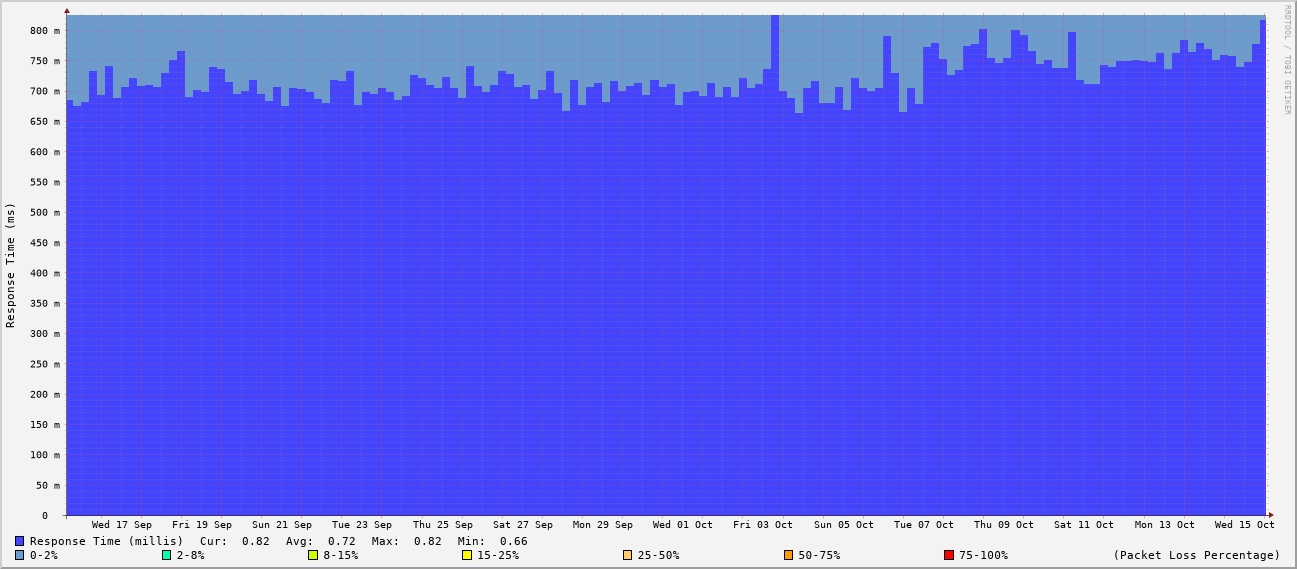 RRDTOOL / TOBI OETIKER
Response Time (ms)
800 m
750 m
700 m
650 m
600 m
550 m
500 m
450 m
400 m
350 m
300 m
250 m
200 m
150 m
100 m
50 m
0
Wed 17 Sep Fri 19 Sep Sun 21 Sep Tue 23 Sep Thu 25 Sep Sat 27 Sep Mon 29 Sep Wed 01 Oct Fri 03 Oct Sun 05 Oct Tue 07 Oct Thu 09 Oct Sat 11 Oct Mon 13 Oct Wed 15 Oct
Response Time (millis) Cur: 0.82 Avg: 0.72 Max: 0.82 Min: 0.66
0-2% 2-8% 8-15% 15-25% 25-50% 50-75% 75-100% (Packet Loss Percentage)